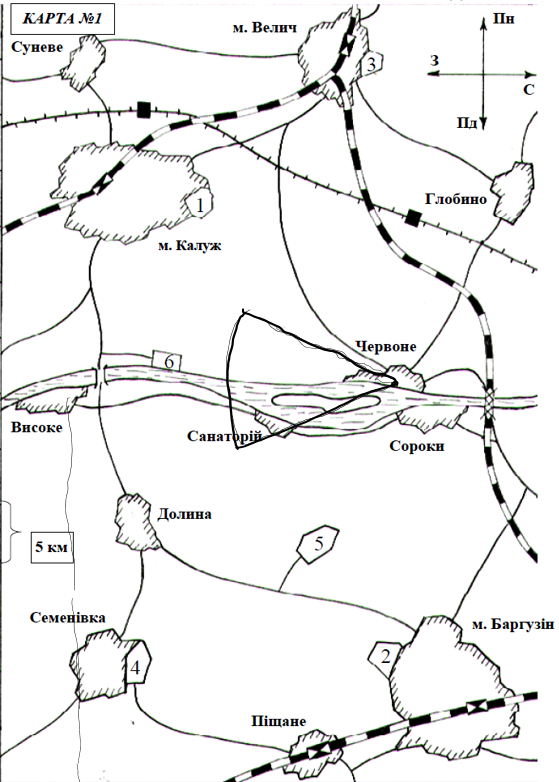 КАРТА №1
м. Велич
Пн
Суневе
3
З
С
Пд
Глобино
1
м. Калуж
Червоне
6
Високе
Санаторій
Сороки
Долина
5
5 км
Семенівка
м. Баргузін
2
4
Піщане